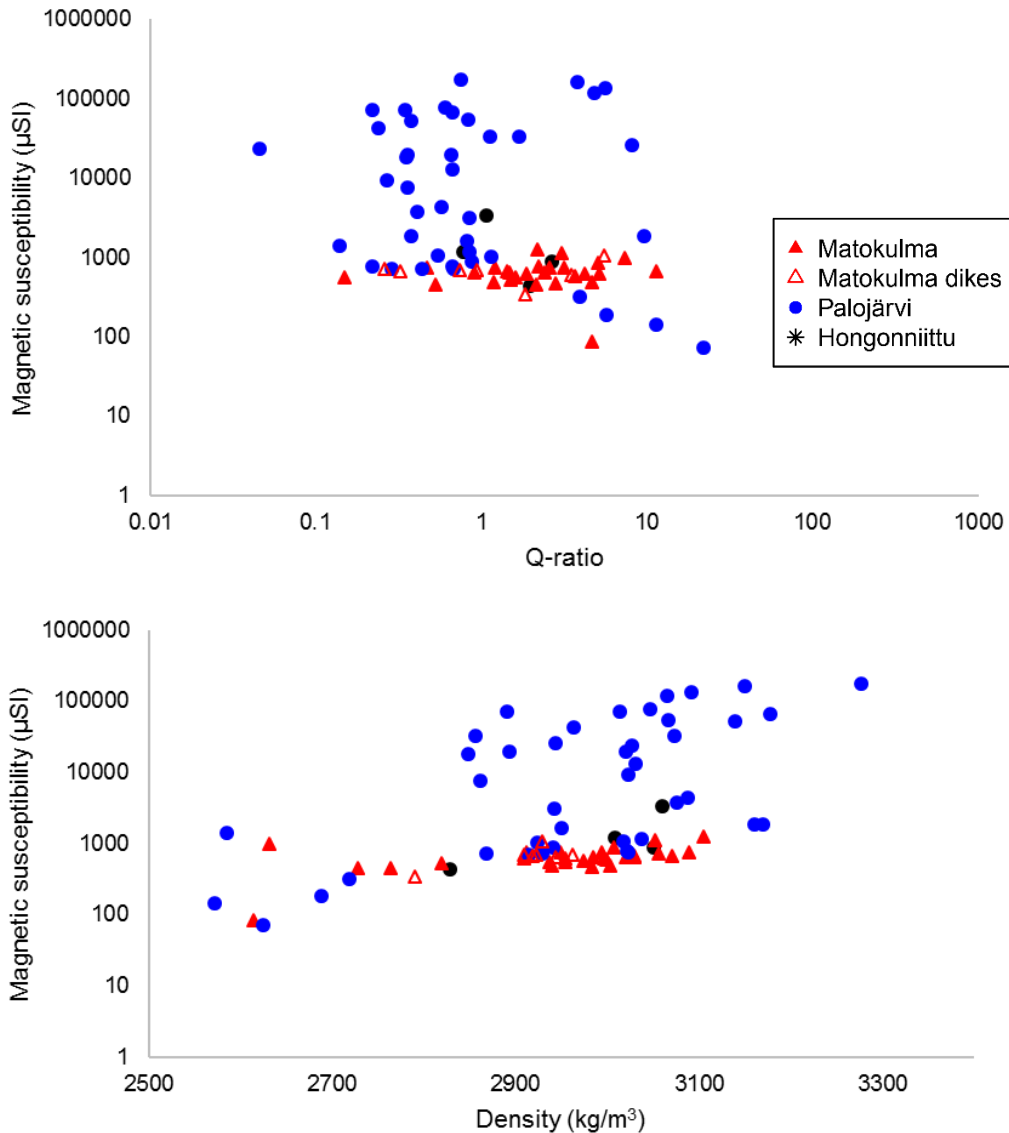 1000000
100000
10000
1000
100
10
1
Magnetic susceptibility (µSI)
0.01 0.1 1 10 100 1000
Q-ratio
Matokulma
Matokulma dikes
Palojärvi
Hongonniittu
1000000
100000
10000
1000
100
10
1
Magnetic susceptibility (µSI)
2500 2700 2900 3100 3300
Density (kg/m³)